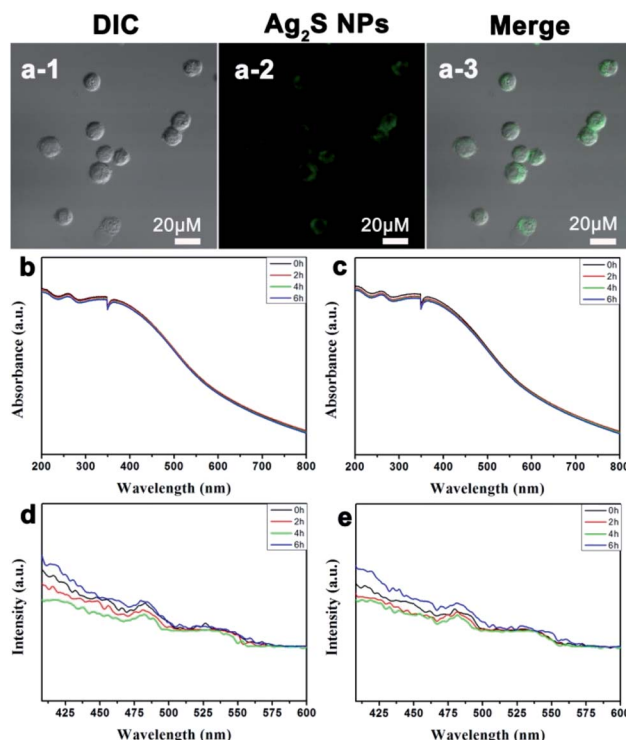 DIC Ag₂S NPs Merge
a-1 a-2 a-3
20μM 20μM 20μM
b c
0h 0h
2h 2h
4h 4h
6h 6h
Absorbance (a.u.) Absorbance (a.u.)
200 300 400 500 600 700 800 200 300 400 500 600 700 800
Wavelength (nm) Wavelength (nm)
d e
0h 0h
2h 2h
4h 4h
6h 6h
Intensity (a.u.) Intensity (a.u.)
425 450 475 500 525 550 575 600 425 450 475 500 525 550 575 600
Wavelength (nm) Wavelength (nm)